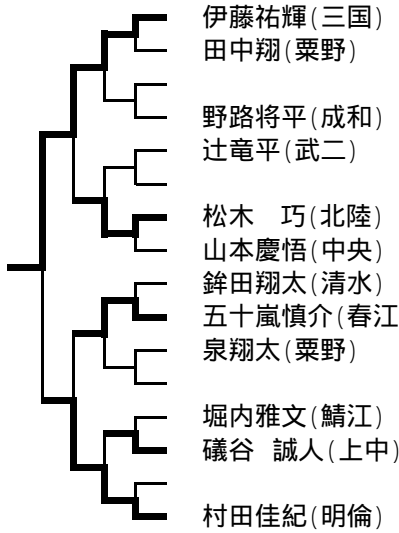 伊藤祐輝(三国)
田中翔(粟野)
野路将平(成和)
辻竜平(武二)
松木　巧(北陸)
山本慶悟(中央)
鉾田翔太(清水)
五十嵐慎介(春江
泉翔太(粟野)
堀内雅文(鯖江)
礒谷　誠人(上中)
村田佳紀(明倫)